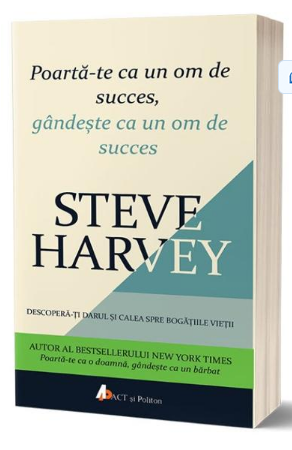 Poartă-te ca un om de
succes,
gândește ca un om de
succes
STEVE
HARVEY
DESCOPERĂ-ȚI DARUL ȘI CALEA SPRE BOGĂȚIILE VIEȚII
AUTOR AL BESTSELLERULUI NEW YORK TIMES
Poartă-te ca o doamnă, gândește ca un bărbat
ACT și Politon